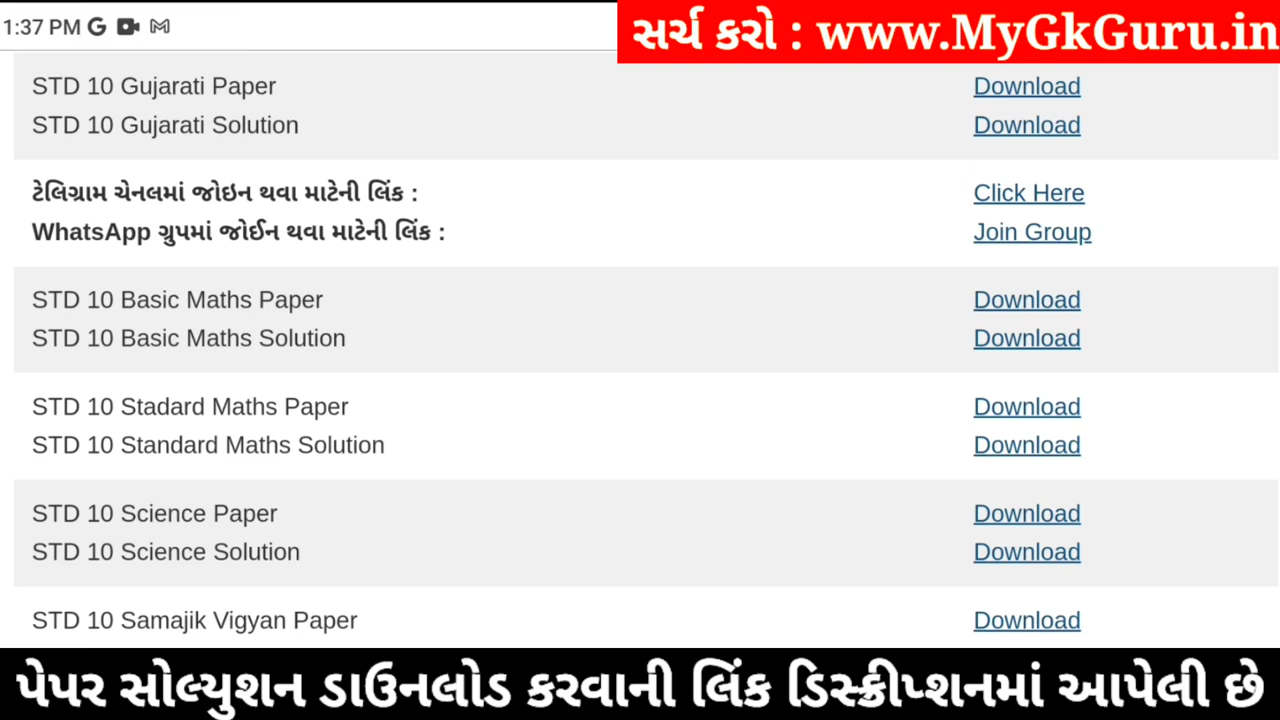 1:37 PM G
સર્ચ કરો : www.MyGkGuru.in
STD 10 Gujarati Paper Download
STD 10 Gujarati Solution Download
ટેલિગ્રામ ચેનલમાં જોઇન થવા માટેની લિંક : Click Here
WhatsApp ગ્રુપમાં જોઈન થવા માટેની લિંક : Join Group
STD 10 Basic Maths Paper Download
STD 10 Basic Maths Solution Download
STD 10 Stadard Maths Paper Download
STD 10 Standard Maths Solution Download
STD 10 Science Paper Download
STD 10 Science Solution Download
STD 10 Samajik Vigyan Paper Download
પેપર સોલ્યુશન ડાઉનલોડ કરવાની લિંક ડિસ્ક્રીપ્શનમાં આપેલી છે